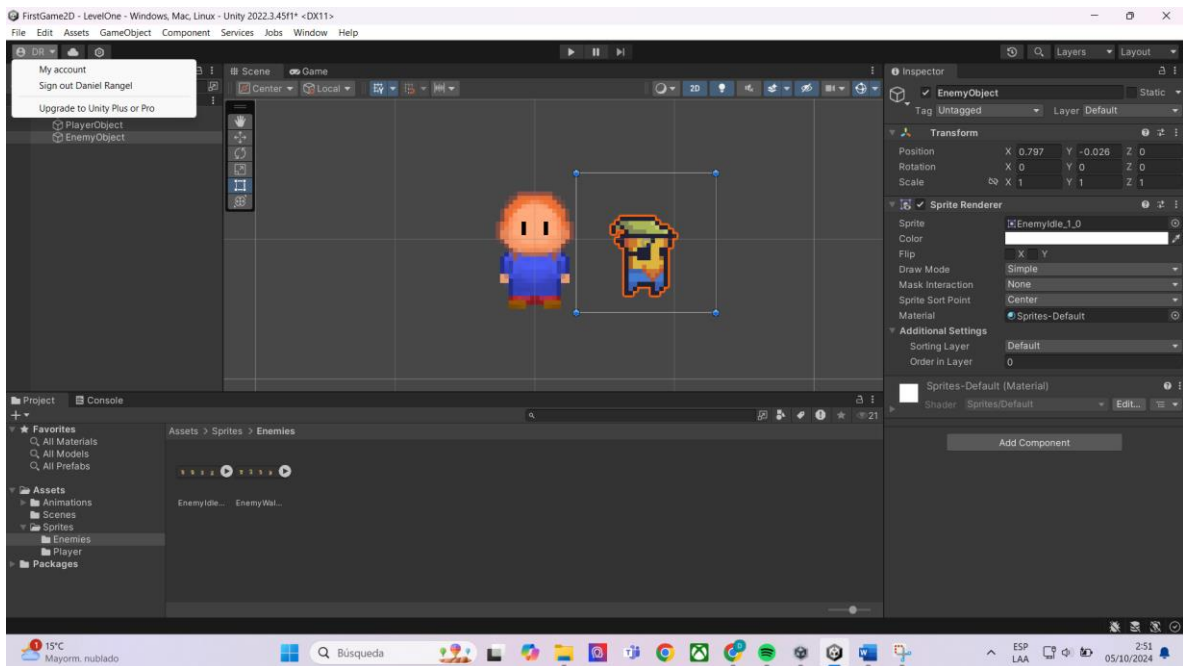 FirstGame2D - LevelOne - Windows, Mac, Linux - Unity 2022.3.45f1* <DX11>
File Edit Assets GameObject Component Services Jobs Window Help
DR
Layers Layout
My account
Sign out Daniel Rangel
Upgrade to Unity Plus or Pro
PlayerObject
EnemyObject
Scene Game
Center Local 2D
Inspector
EnemyObject Static
Tag Untagged Layer Default
Transform
Position X 0.797 Y -0.026 Z 0
Rotation X 0 Y 0 Z 0
Scale X 1 Y 1 Z 1
Sprite Renderer
Sprite EnemyIdle_1_0
Color
Flip X Y
Draw Mode Simple
Mask Interaction None
Sprite Sort Point Center
Material Sprites-Default
Additional Settings
Sorting Layer Default
Order in Layer 0
Sprites-Default (Material)
Shader Sprites/Default Edit...
Add Component
Project Console
21
Favorites
All Materials
All Models
All Prefabs
Assets
Animations
Scenes
Sprites
Enemies
Player
Packages
Assets > Sprites > Enemies
EnemyIdle... EnemyWal...
1 15°C
Mayorm. nublado
Búsqueda
ESP
LAA
2:51
05/10/2024